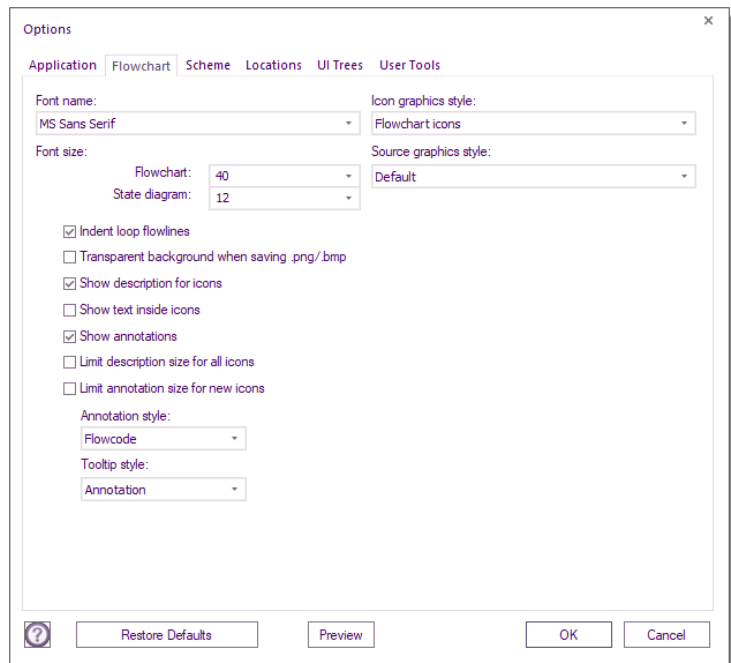 Options
Application Flowchart Scheme Locations UI Trees User Tools
Font name: Icon graphics style:
MS Sans Serif Flowchart icons
Font size: Source graphics style:
Flowchart: 40 Default
State diagram: 12
Indent loop flowlines
Transparent background when saving .png/.bmp
Show description for icons
Show text inside icons
Show annotations
Limit description size for all icons
Limit annotation size for new icons
Annotation style:
Flowcode
Tooltip style:
Annotation
? Restore Defaults Preview OK Cancel